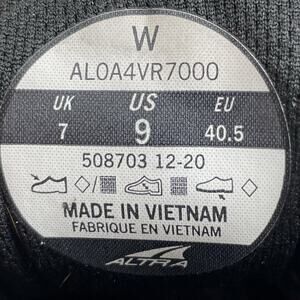 W
AL0A4VR7000
UK US EU
7 9 40.5
508703 12-20
MADE IN VIETNAM
FABRIQUE EN VIETNAM
ALTRA